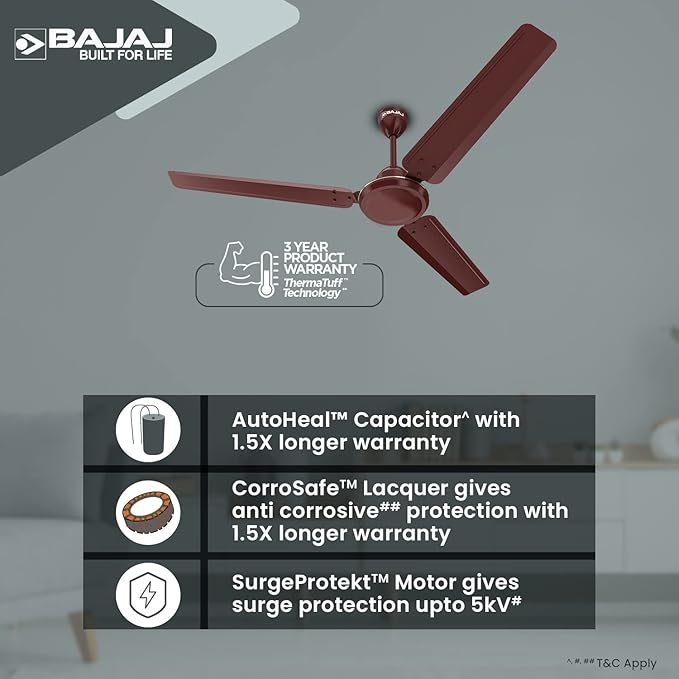 BAJAJ
BUILT FOR LIFE
BAJAJ
3 YEAR
PRODUCT
WARRANTY
ThermaTuff™
Technology™
AutoHeal™ Capacitor^ with
1.5X longer warranty
CorroSafe™ Lacquer gives
anti corrosive## protection with
1.5X longer warranty
SurgeProtekt™ Motor gives
surge protection upto 5kV#
^, #, ## T&C Apply